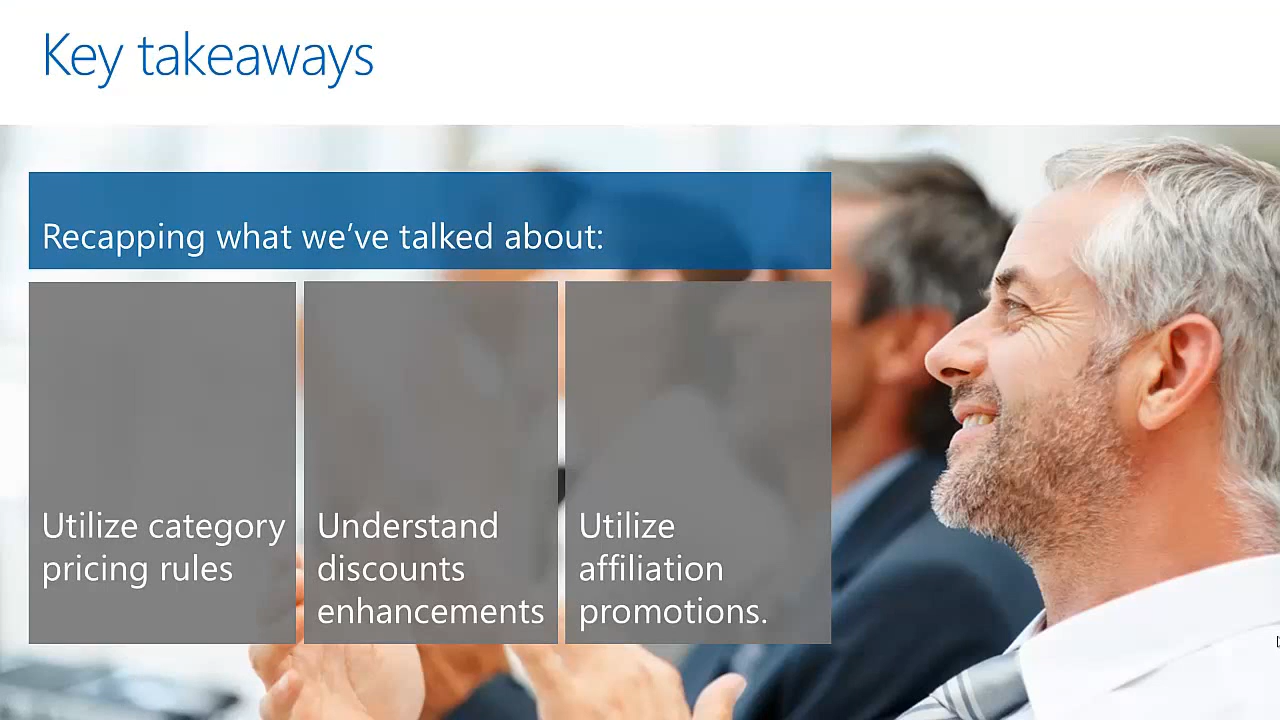 Key takeaways
Recapping what we’ve talked about:
Utilize category
pricing rules
Understand
discounts
enhancements
Utilize
affiliation
promotions.